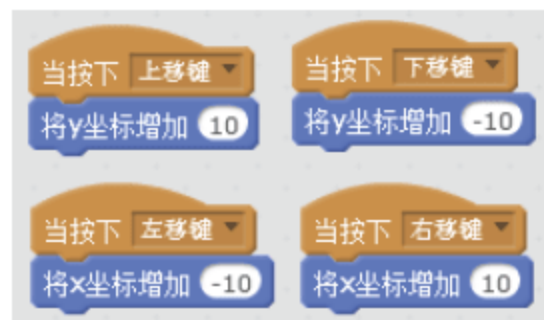 当按下 上移键
将y坐标增加 10
当按下 下移键
将y坐标增加 -10
当按下 左移键
将x坐标增加 -10
当按下 右移键
将x坐标增加 10